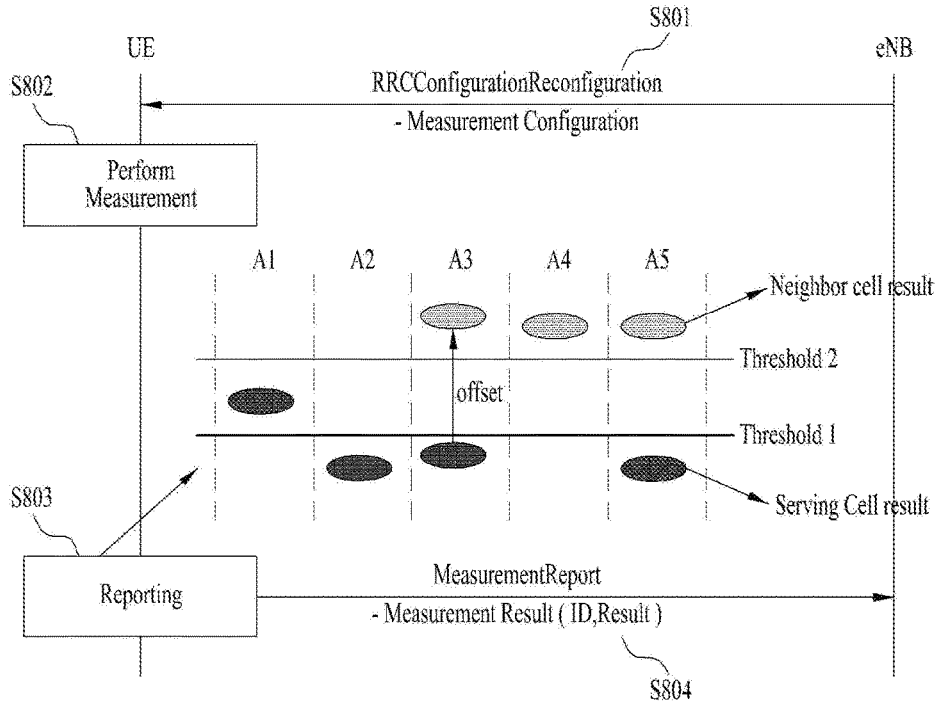 S801
UE
eNB
S802
RRCConfigurationReconfiguration
- Measurement Configuration
Perform
Measurement
A1
A2
A3
A4
A5
Neighbor cell result
Threshold 2
offset
Threshold 1
S803
Serving Cell result
Reporting
MeasurementReport
- Measurement Result ( ID,Result )
S804